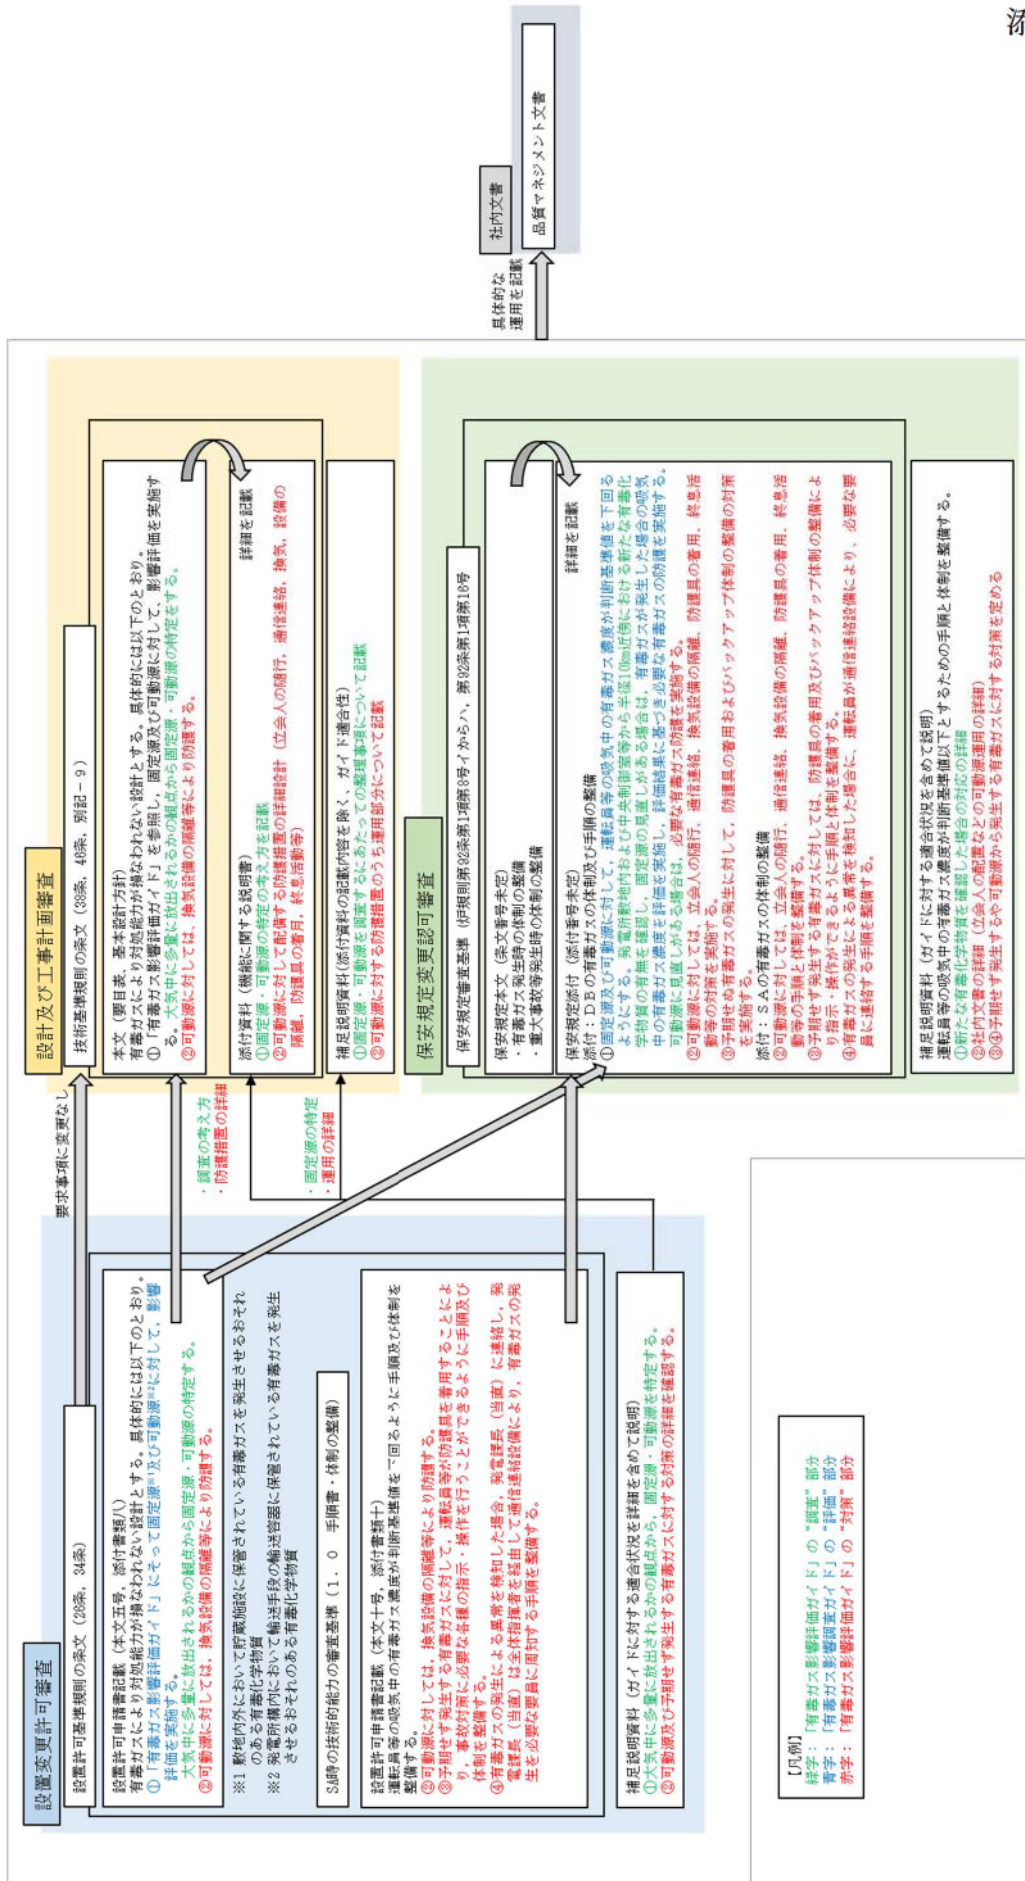 添
設置変更許可審査
設置許可基準規則の条文（26条，34条）
設置許可申請書記載（本文五号，添付書類八）
有毒ガスにより対処能力が損なわれない設計とする。具体的には以下のとおり。
①「有毒ガス影響評価ガイド」にそって固定源※1及び可動源※2に対して，影響
評価を実施する。
大気中に多量に放出されるかの観点から固定源・可動源の特定する。
②可動源に対しては，換気設備の隔離等により防護する。
※1 敷地内外において貯蔵施設に保管されている有毒ガスを発生させるおそれ
のある有毒化学物質
※2 発電所構内において輸送手段の輸送容器に保管されている有毒ガスを発生
させるおそれのある有毒化学物質
SA時の技術的能力の審査基準（１．０　手順書・体制の整備）
設置許可申請書記載（本文十号，添付書類十）
運転員等の吸気中の有毒ガス濃度が判断基準値を下回るように手順及び体制を
整備する。
②可動源に対しては，換気設備の隔離等により防護する。
③予期せず発生する有毒ガスに対して，運転員等が防護具を着用することによ
り，事故対策に必要な各種の指示・操作を行うことができるように手順及び
体制を整備する。
④有毒ガスの発生による異常を検知した場合，発電課長（当直）に連絡し，発
電課長（当直）は全体指揮者を経由して通信連絡設備により，有毒ガスの発
生を必要な要員に周知する手順を整備する。
補足説明資料（ガイドに対する適合状況を詳細を含めて説明）
①大気中に多量に放出されるかの観点から，固定源・可動源を特定する。
②可動源及び予期せず発生する有毒ガスに対する対策の詳細を確認する。
要求事項に変更なし
・調査の考え方
・防護措置の詳細
・固定源の特定
・運用の詳細
設計及び工事計画審査
技術基準規則の条文（38条，46条，別記－９）
本文（要目表、基本設計方針）
有毒ガスにより対処能力が損なわれない設計とする。具体的には以下のとおり。
①「有毒ガス影響評価ガイド」を参照し，固定源及び可動源に対して、影響評価を実施す
る。大気中に多量に放出されるかの観点から固定源・可動源の特定をする。
②可動源に対しては、換気設備の隔離等により防護する。
詳細を記載
添付資料（機能に関する説明書）
①固定源・可動源の特定の考え方を記載
②可動源に対して配備する防護措置の詳細設計（立会人の随行，通信連絡，換気，設備の
隔離，防護具の着用，終息活動等）
補足説明資料(添付資料の記載内容を除く、ガイド適合性)
①固定源・可動源を調査するにあたっての整理事項について記載
②可動源に対する防護措置のうち運用部分について記載
保安規定変更認可審査
保安規定審査基準（炉規則第92条第1項第8号イからハ、第92条第1項第16号
保安規定本文（条文番号未定）
・有毒ガス発生時の体制の整備
・重大事故等発生時の体制の整備
詳細を記載
保安規定添付（添付番号未定）
添付：ＤＢの有毒ガスの体制及び手順の整備
①固定源及び可動源に対して，運転員等の吸気中の有毒ガス濃度が判断基準値を下回る
ようにする。発電所敷地内および中央制御室等から半径10km近傍における新たな有毒化
学物質の有無を確認し，固定源の見直しがある場合は，有毒ガスが発生した場合の吸気
中の有毒ガス濃度を評価を実施し，評価結果に基づき必要な有毒ガスの防護を実施する。
可動源に見直しがある場合は、必要な有毒ガス防護を実施する。
②可動源に対しては、立会人の随行、通信連絡、換気設備の隔離、防護具の着用、終息活
動等の対策を実施する。
③予期せぬ有毒ガスの発生に対して，防護具の着用およびバックアップ体制の整備の対策
を実施する。
添付：ＳＡの有毒ガスの体制の整備
②可動源に対しては、立会人の随行、通信連絡、換気設備の隔離、防護具の着用、終息活
動等の手順と体制を整備する。
③予期せず発生する有毒ガスに対しては、防護具の着用及びバックアップ体制の整備によ
り指示・操作ができるように手順と体制を整備する。
④有毒ガスの発生による異常を検知した場合に、運転員が通信連絡設備により、必要な要
員に連絡する手順を整備する。
補足説明資料（ガイドに対する適合状況を含めて説明)
運転員等の吸気中の有毒ガス濃度が判断基準値以下とするための手順と体制を整備する。
①新たな有毒化学物質を確認した場合の対応の詳細
②社内文書の詳細（立会人の配置などの可動源運用の詳細）
③④予期せず発生するや可動源から発生する有毒ガスに対する対策を定める
具体的な
運用を記載
社内文書
品質マネジメント文書
【凡例】
緑字：「有毒ガス影響評価ガイド」の“調査”部分
青字：「有毒ガス影響調査ガイド」の“評価”部分
赤字：「有毒ガス影響評価ガイド」の“対策”部分